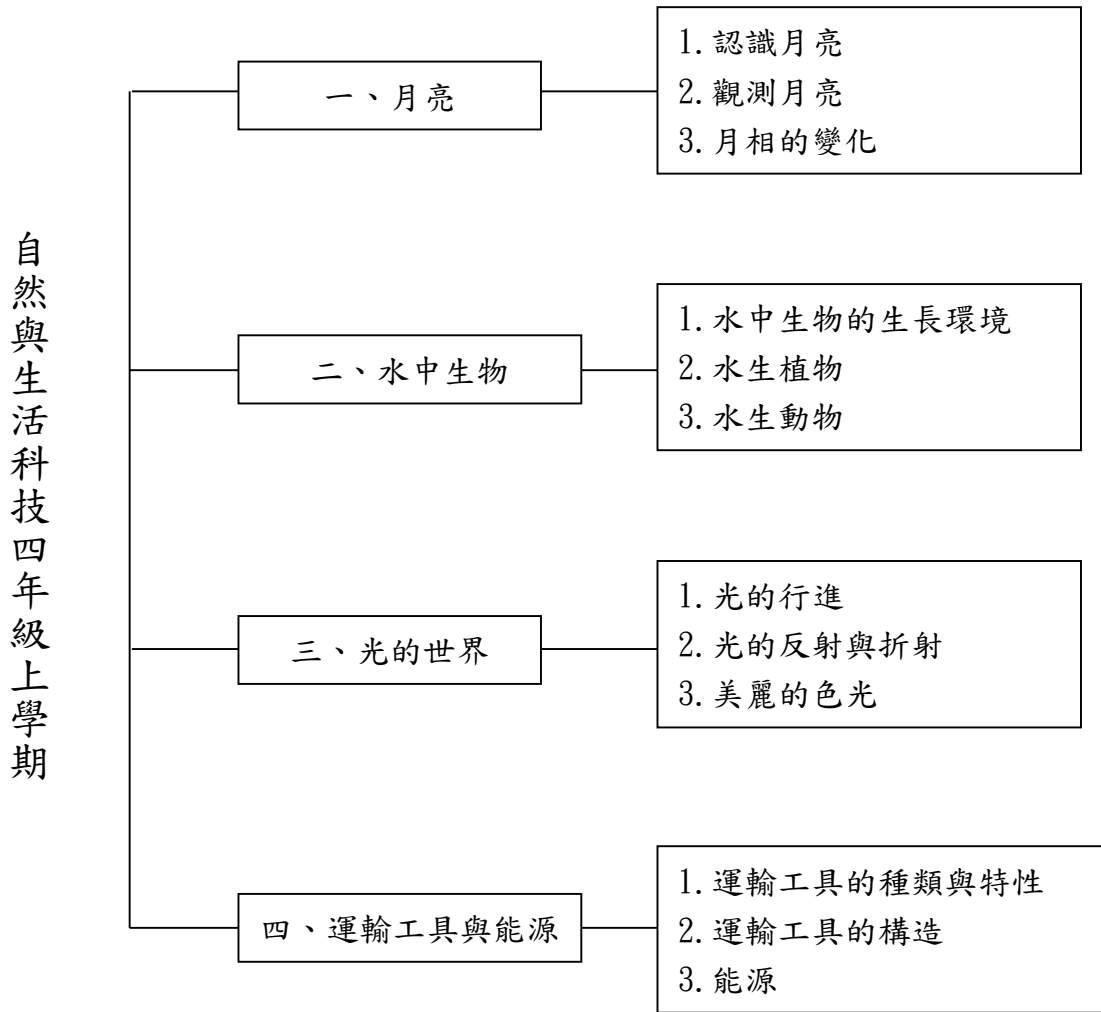 自然與生活科技四年級上學期
一、月亮
1.認識月亮
2.觀測月亮
3.月相的變化
二、水中生物
1.水中生物的生長環境
2.水生植物
3.水生動物
三、光的世界
1.光的行進
2.光的反射與折射
3.美麗的色光
四、運輸工具與能源
1.運輸工具的種類與特性
2.運輸工具的構造
3.能源